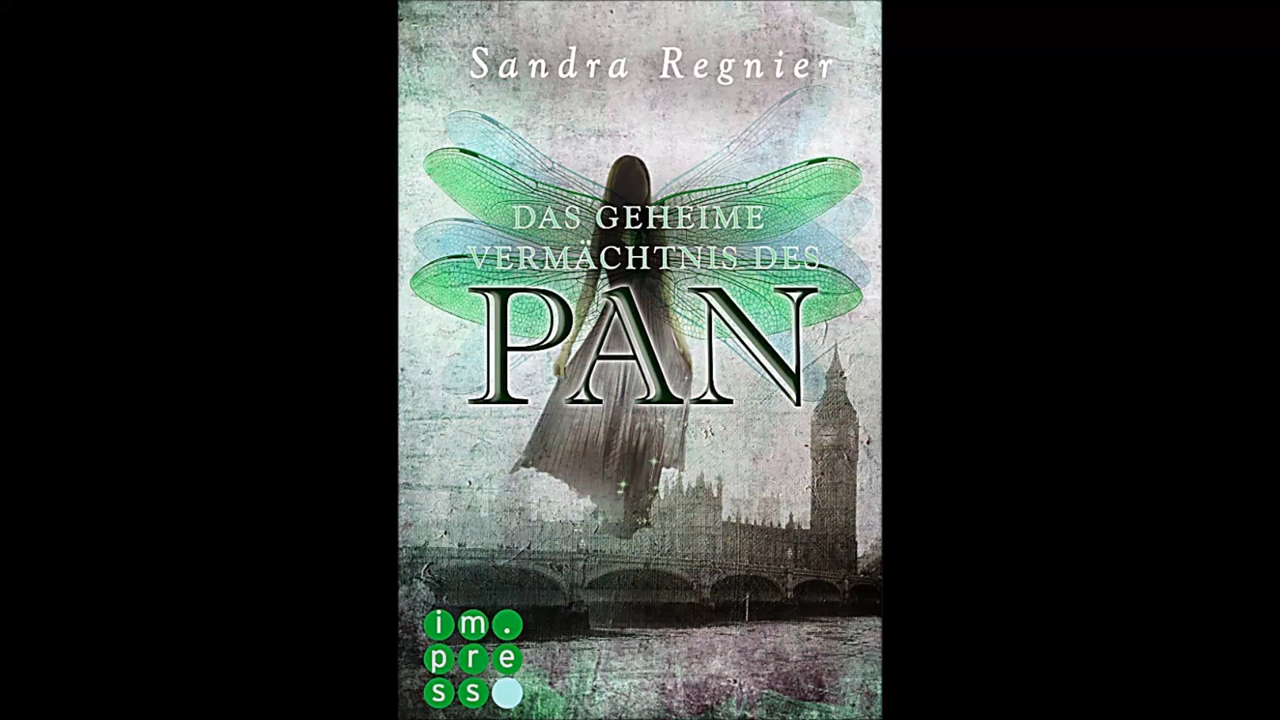 Sandra Regnier
DAS GEHEIME
VERMÄCHTNIS DES
PAN
im.
pre
ss